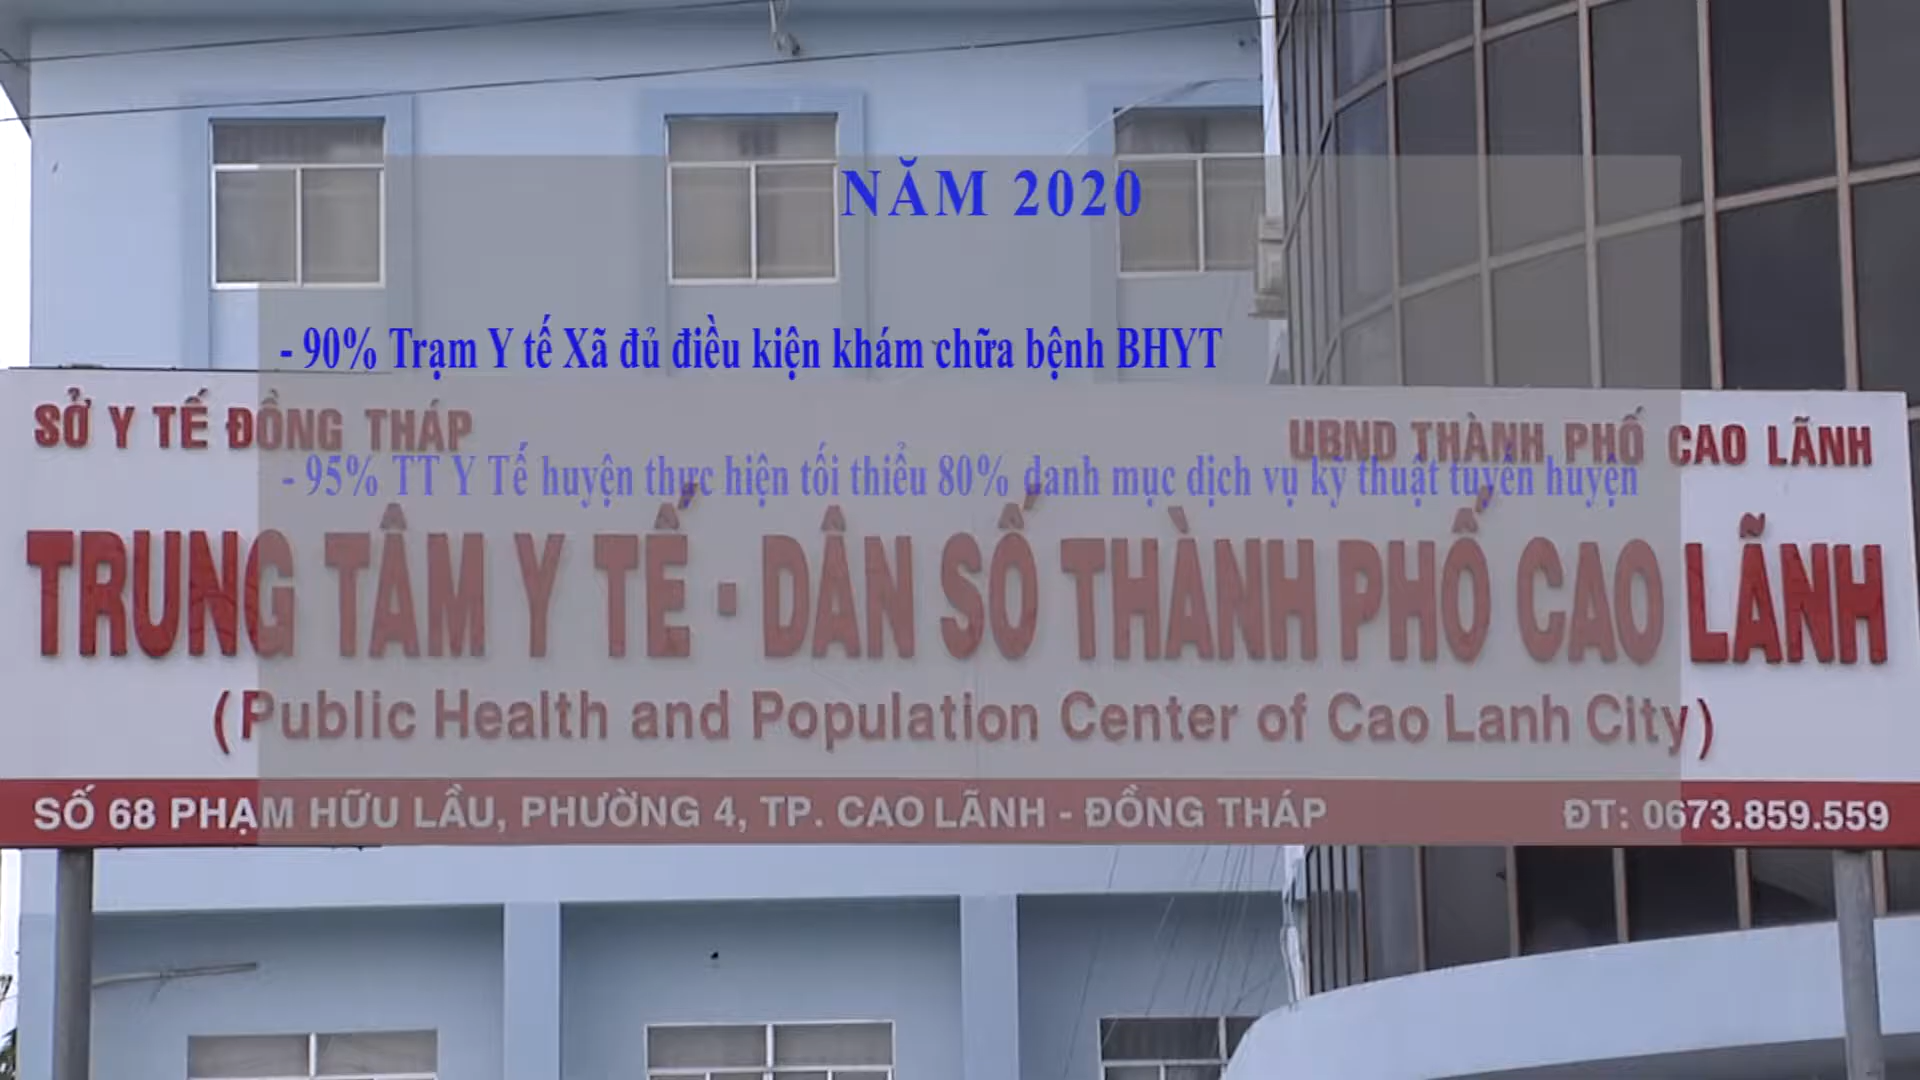 NĂM 2020
- 90% Trạm Y tế Xã đủ điều kiện khám chữa bệnh BHYT
SỞ Y TẾ ĐỒNG THÁP
UBND THÀNH PHỐ CAO LÃNH
- 95% TT Y Tế huyện thực hiện tối thiểu 80% danh mục dịch vụ kỹ thuật tuyến huyện
TRUNG TÂM Y TẾ - DÂN SỐ THÀNH PHỐ CAO LÃNH
(Public Health and Population Center of Cao Lanh City)
SỐ 68 PHẠM HỮU LẦU, PHƯỜNG 4, TP. CAO LÃNH - ĐỒNG THÁP
ĐT: 0673.859.559